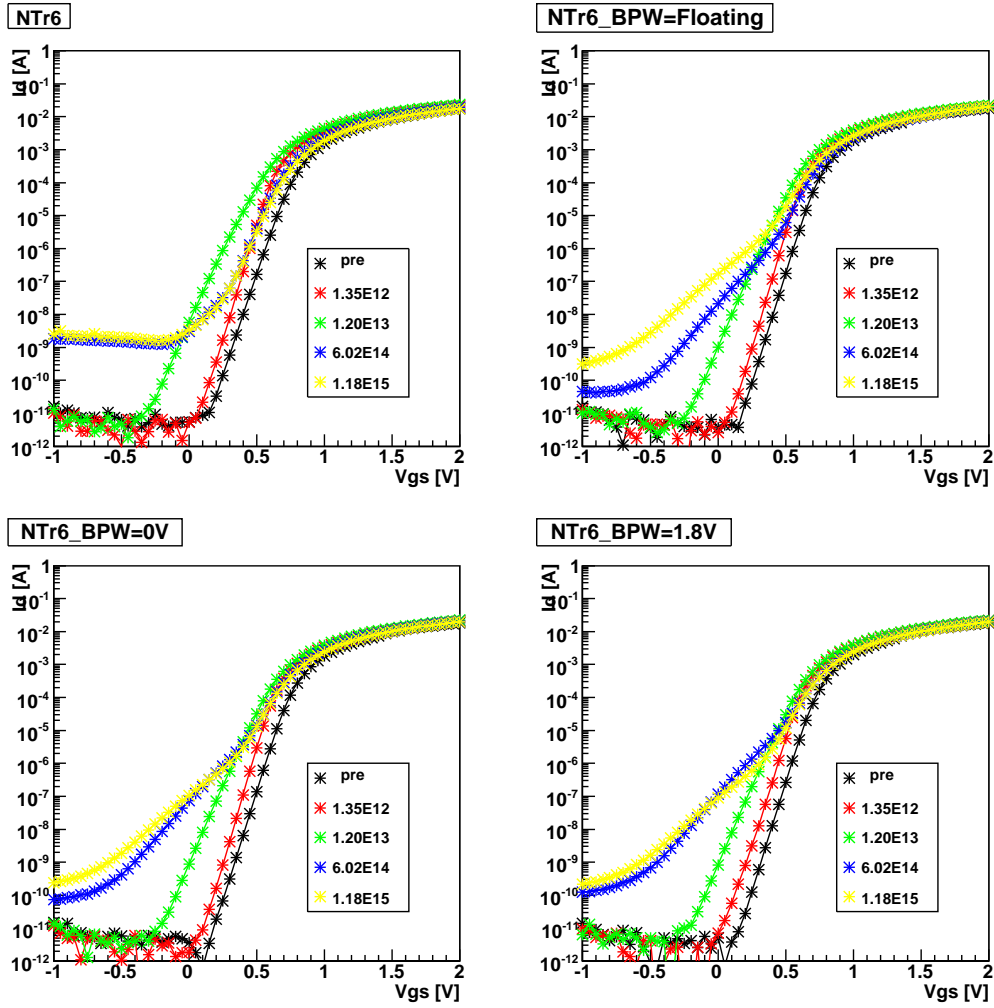 NTr6
Id [A]
1
10^-1
10^-2
10^-3
10^-4
10^-5
10^-6
10^-7
10^-8
10^-9
10^-10
10^-11
10^-12
pre
1.35E12
1.20E13
6.02E14
1.18E15
-1 -0.5 0 0.5 1 1.5 2
Vgs [V]
NTr6_BPW=Floating
Id [A]
1
10^-1
10^-2
10^-3
10^-4
10^-5
10^-6
10^-7
10^-8
10^-9
10^-10
10^-11
10^-12
pre
1.35E12
1.20E13
6.02E14
1.18E15
-1 -0.5 0 0.5 1 1.5 2
Vgs [V]
NTr6_BPW=0V
Id [A]
1
10^-1
10^-2
10^-3
10^-4
10^-5
10^-6
10^-7
10^-8
10^-9
10^-10
10^-11
10^-12
pre
1.35E12
1.20E13
6.02E14
1.18E15
-1 -0.5 0 0.5 1 1.5 2
Vgs [V]
NTr6_BPW=1.8V
Id [A]
1
10^-1
10^-2
10^-3
10^-4
10^-5
10^-6
10^-7
10^-8
10^-9
10^-10
10^-11
10^-12
pre
1.35E12
1.20E13
6.02E14
1.18E15
-1 -0.5 0 0.5 1 1.5 2
Vgs [V]